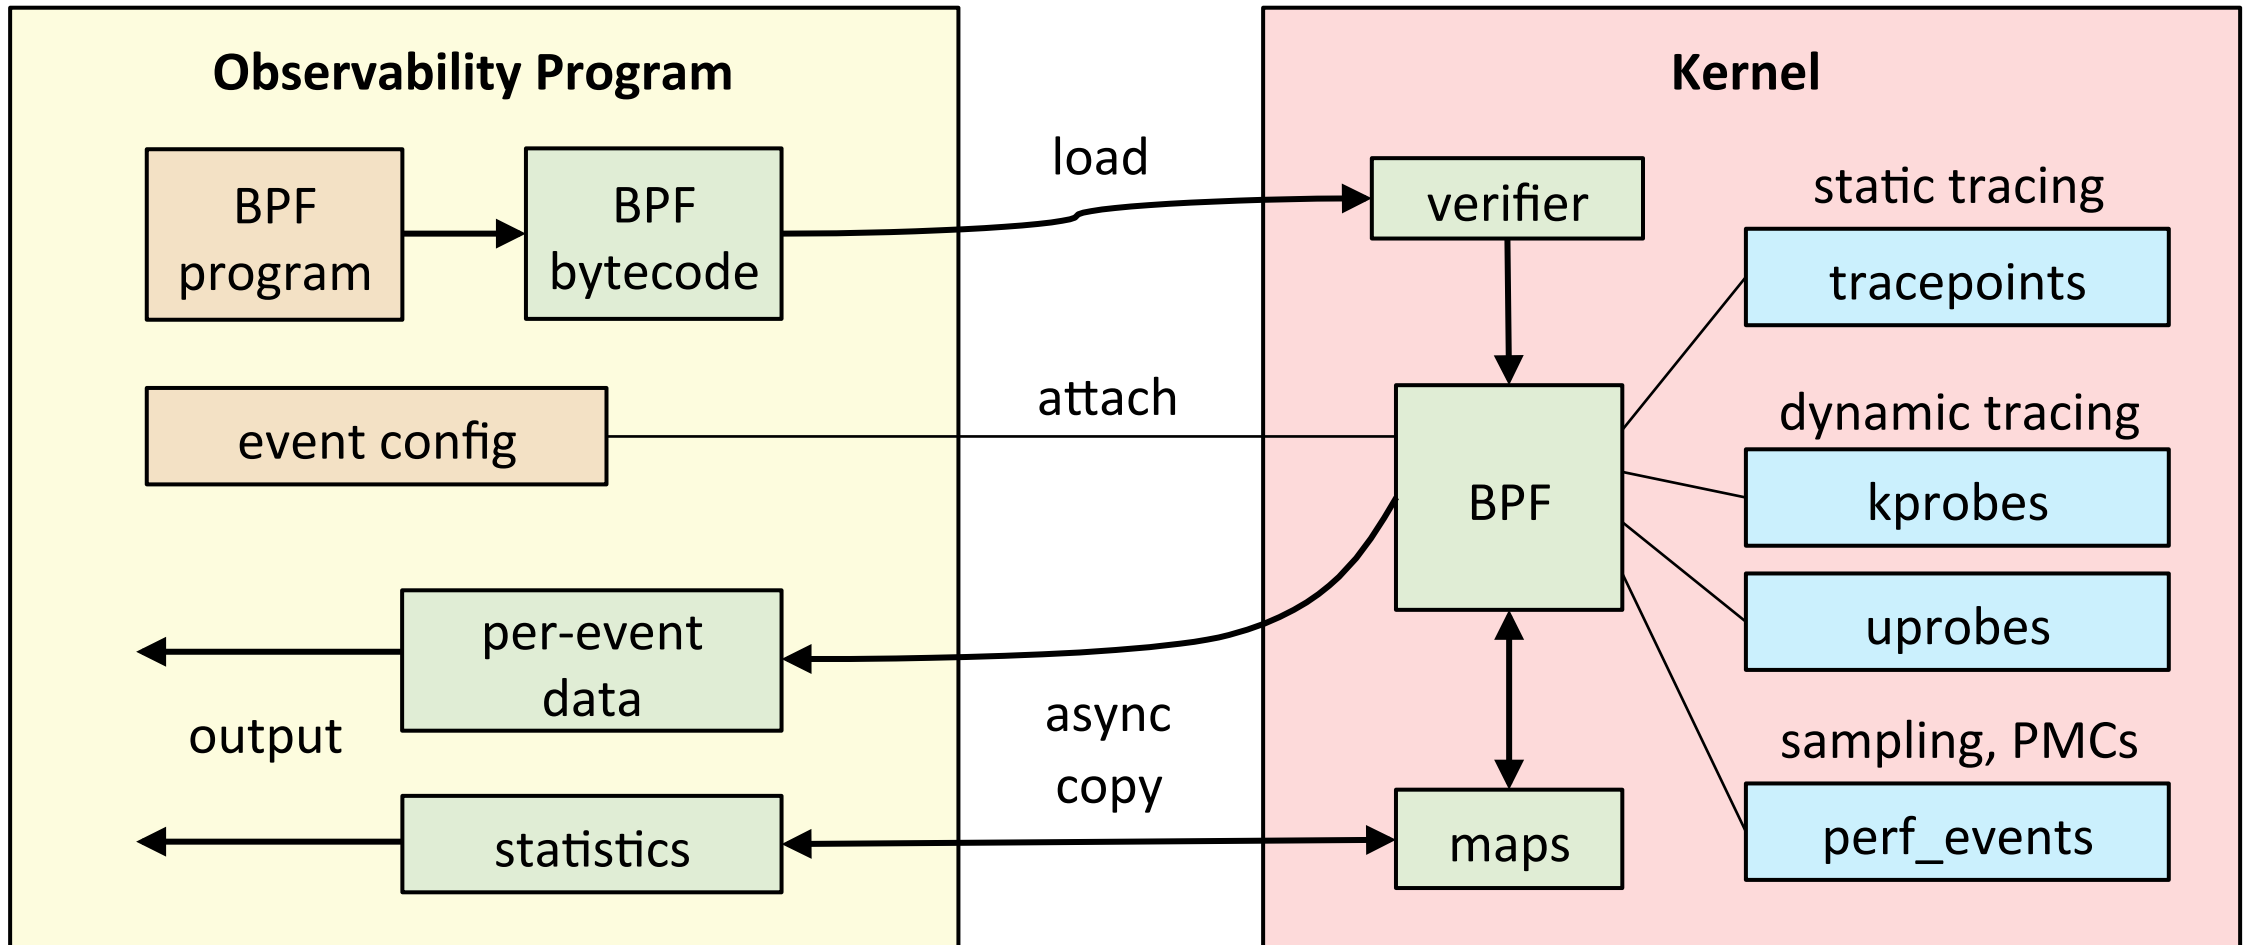 Observability Program
BPF
program
BPF
bytecode
event config
per-event
data
output
statistics
load
attach
async
copy
Kernel
verifier
BPF
maps
static tracing
tracepoints
dynamic tracing
kprobes
uprobes
sampling, PMCs
perf_events